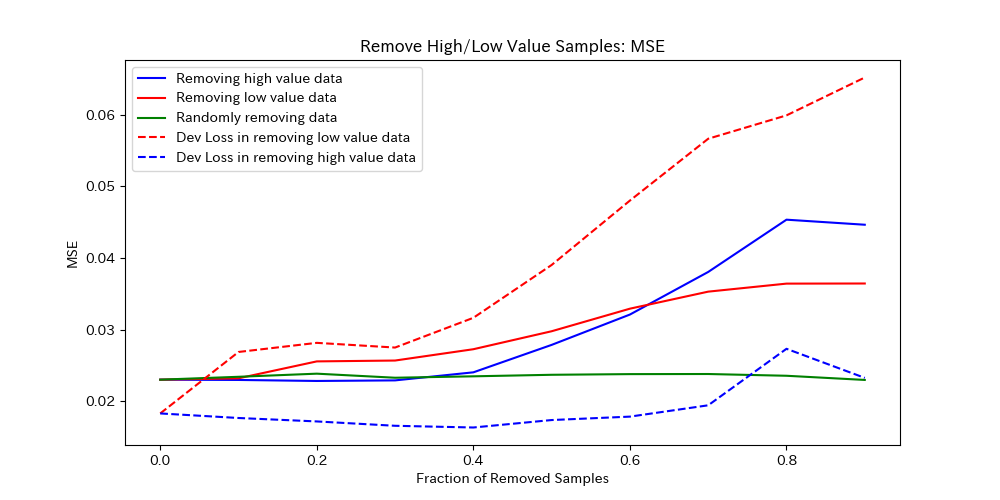 Remove High/Low Value Samples: MSE
Removing high value data
Removing low value data
Randomly removing data
Dev Loss in removing low value data
Dev Loss in removing high value data
MSE
0.06
0.05
0.04
0.03
0.02
0.0 0.2 0.4 0.6 0.8
Fraction of Removed Samples